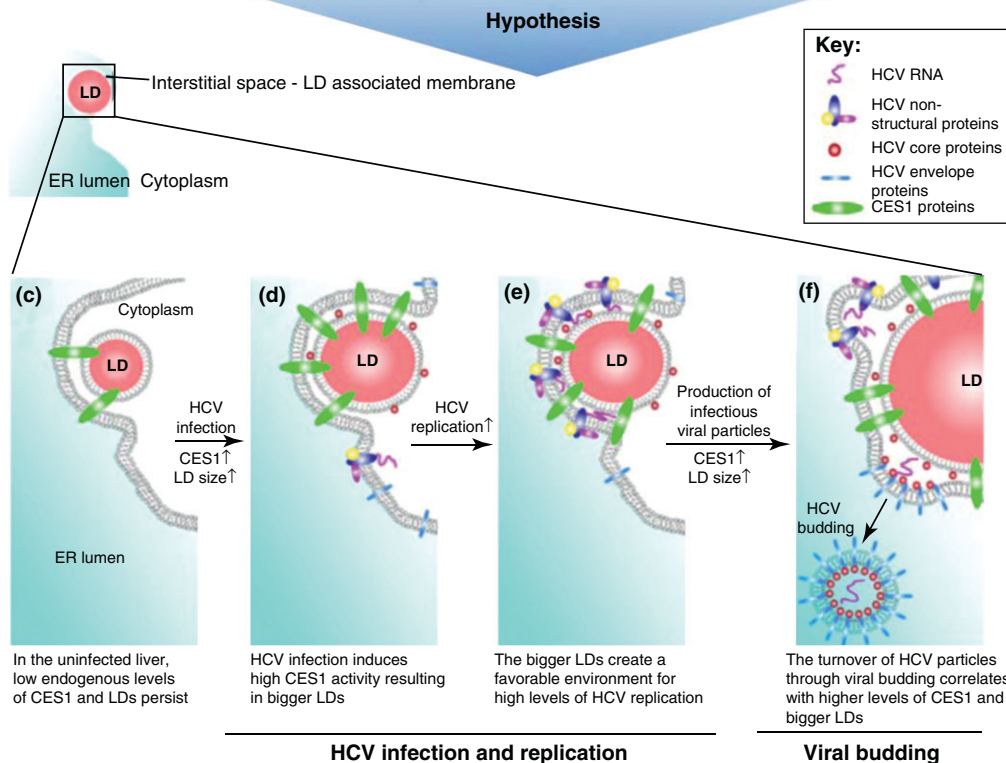 Hypothesis
Interstitial space - LD associated membrane
LD
ER lumen Cytoplasm
Key:
HCV RNA
HCV non-
structural proteins
HCV core proteins
HCV envelope
proteins
CES1 proteins
(c)
Cytoplasm
LD
ER lumen
HCV
infection
CES1↑
LD size↑
(d)
LD
HCV
replication↑
(e)
LD
Production of
infectious
viral particles
CES1↑
LD size↑
(f)
LD
HCV
budding
In the uninfected liver,
low endogenous levels
of CES1 and LDs persist
HCV infection induces
high CES1 activity resulting
in bigger LDs
The bigger LDs create a
favorable environment for
high levels of HCV replication
The turnover of HCV particles
through viral budding correlates
with higher levels of CES1 and
bigger LDs
HCV infection and replication
Viral budding